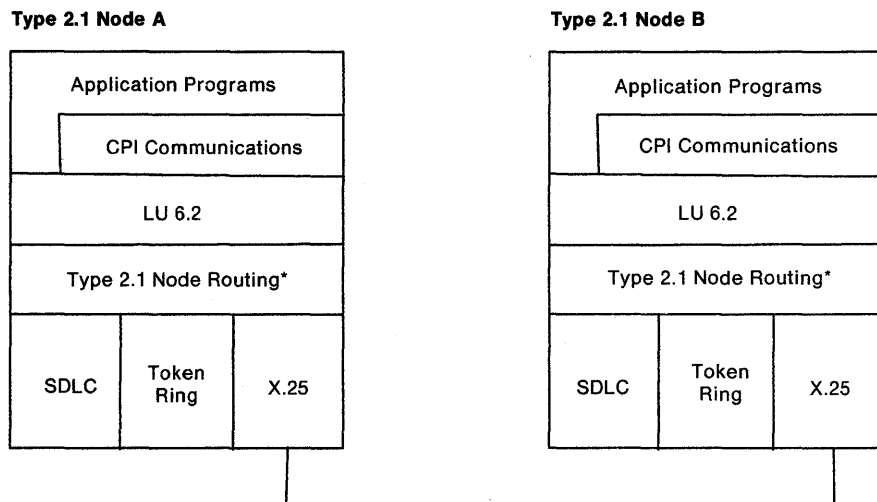 Type 2.1 Node A
Application Programs
CPI Communications
LU 6.2
Type 2.1 Node Routing*
SDLC
Token
Ring
X.25
Type 2.1 Node B
Application Programs
CPI Communications
LU 6.2
Type 2.1 Node Routing*
SDLC
Token
Ring
X.25